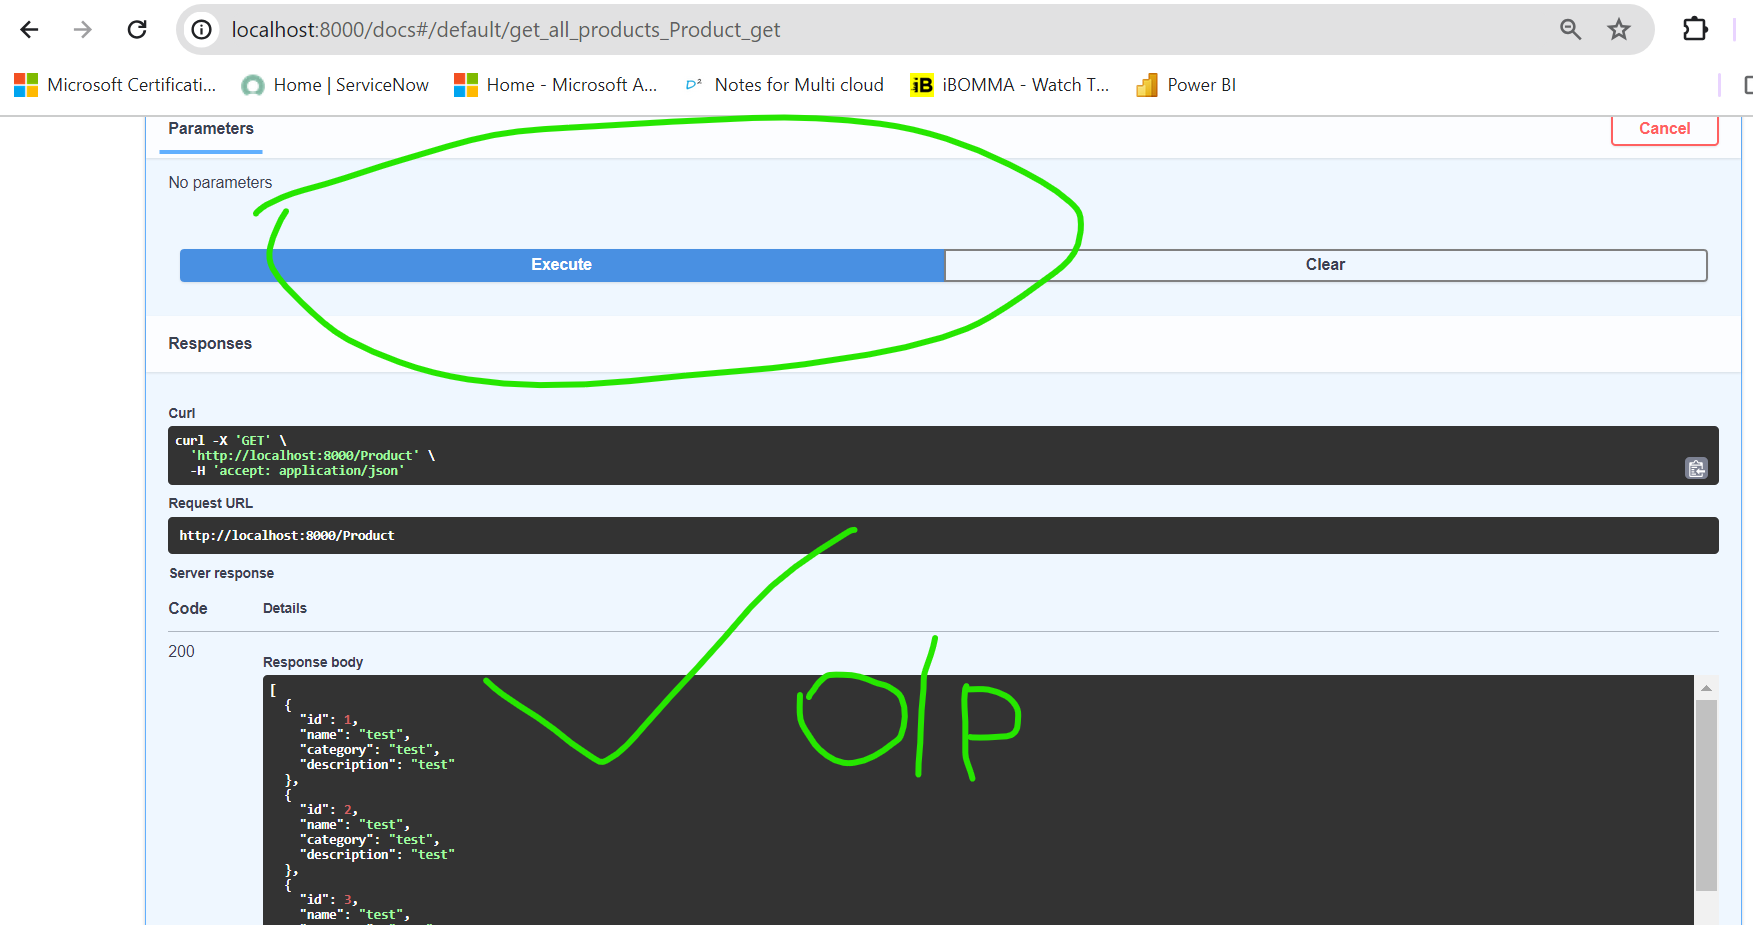 localhost:8000/docs#/default/get_all_products_Product_get
Microsoft Certificati... Home | ServiceNow Home - Microsoft A... D² Notes for Multi cloud iB iBOMMA - Watch T... Power BI
Parameters Cancel
No parameters
Execute Clear
Responses
Curl
curl -X 'GET' \
'http://localhost:8000/Product' \
-H 'accept: application/json'
Request URL
http://localhost:8000/Product
Server response
Code Details
200
Response body
O/P
[
{
"id": 1,
"name": "test",
"category": "test",
"description": "test"
},
{
"id": 2,
"name": "test",
"category": "test",
"description": "test"
},
{
"id": 3,
"name": "test",